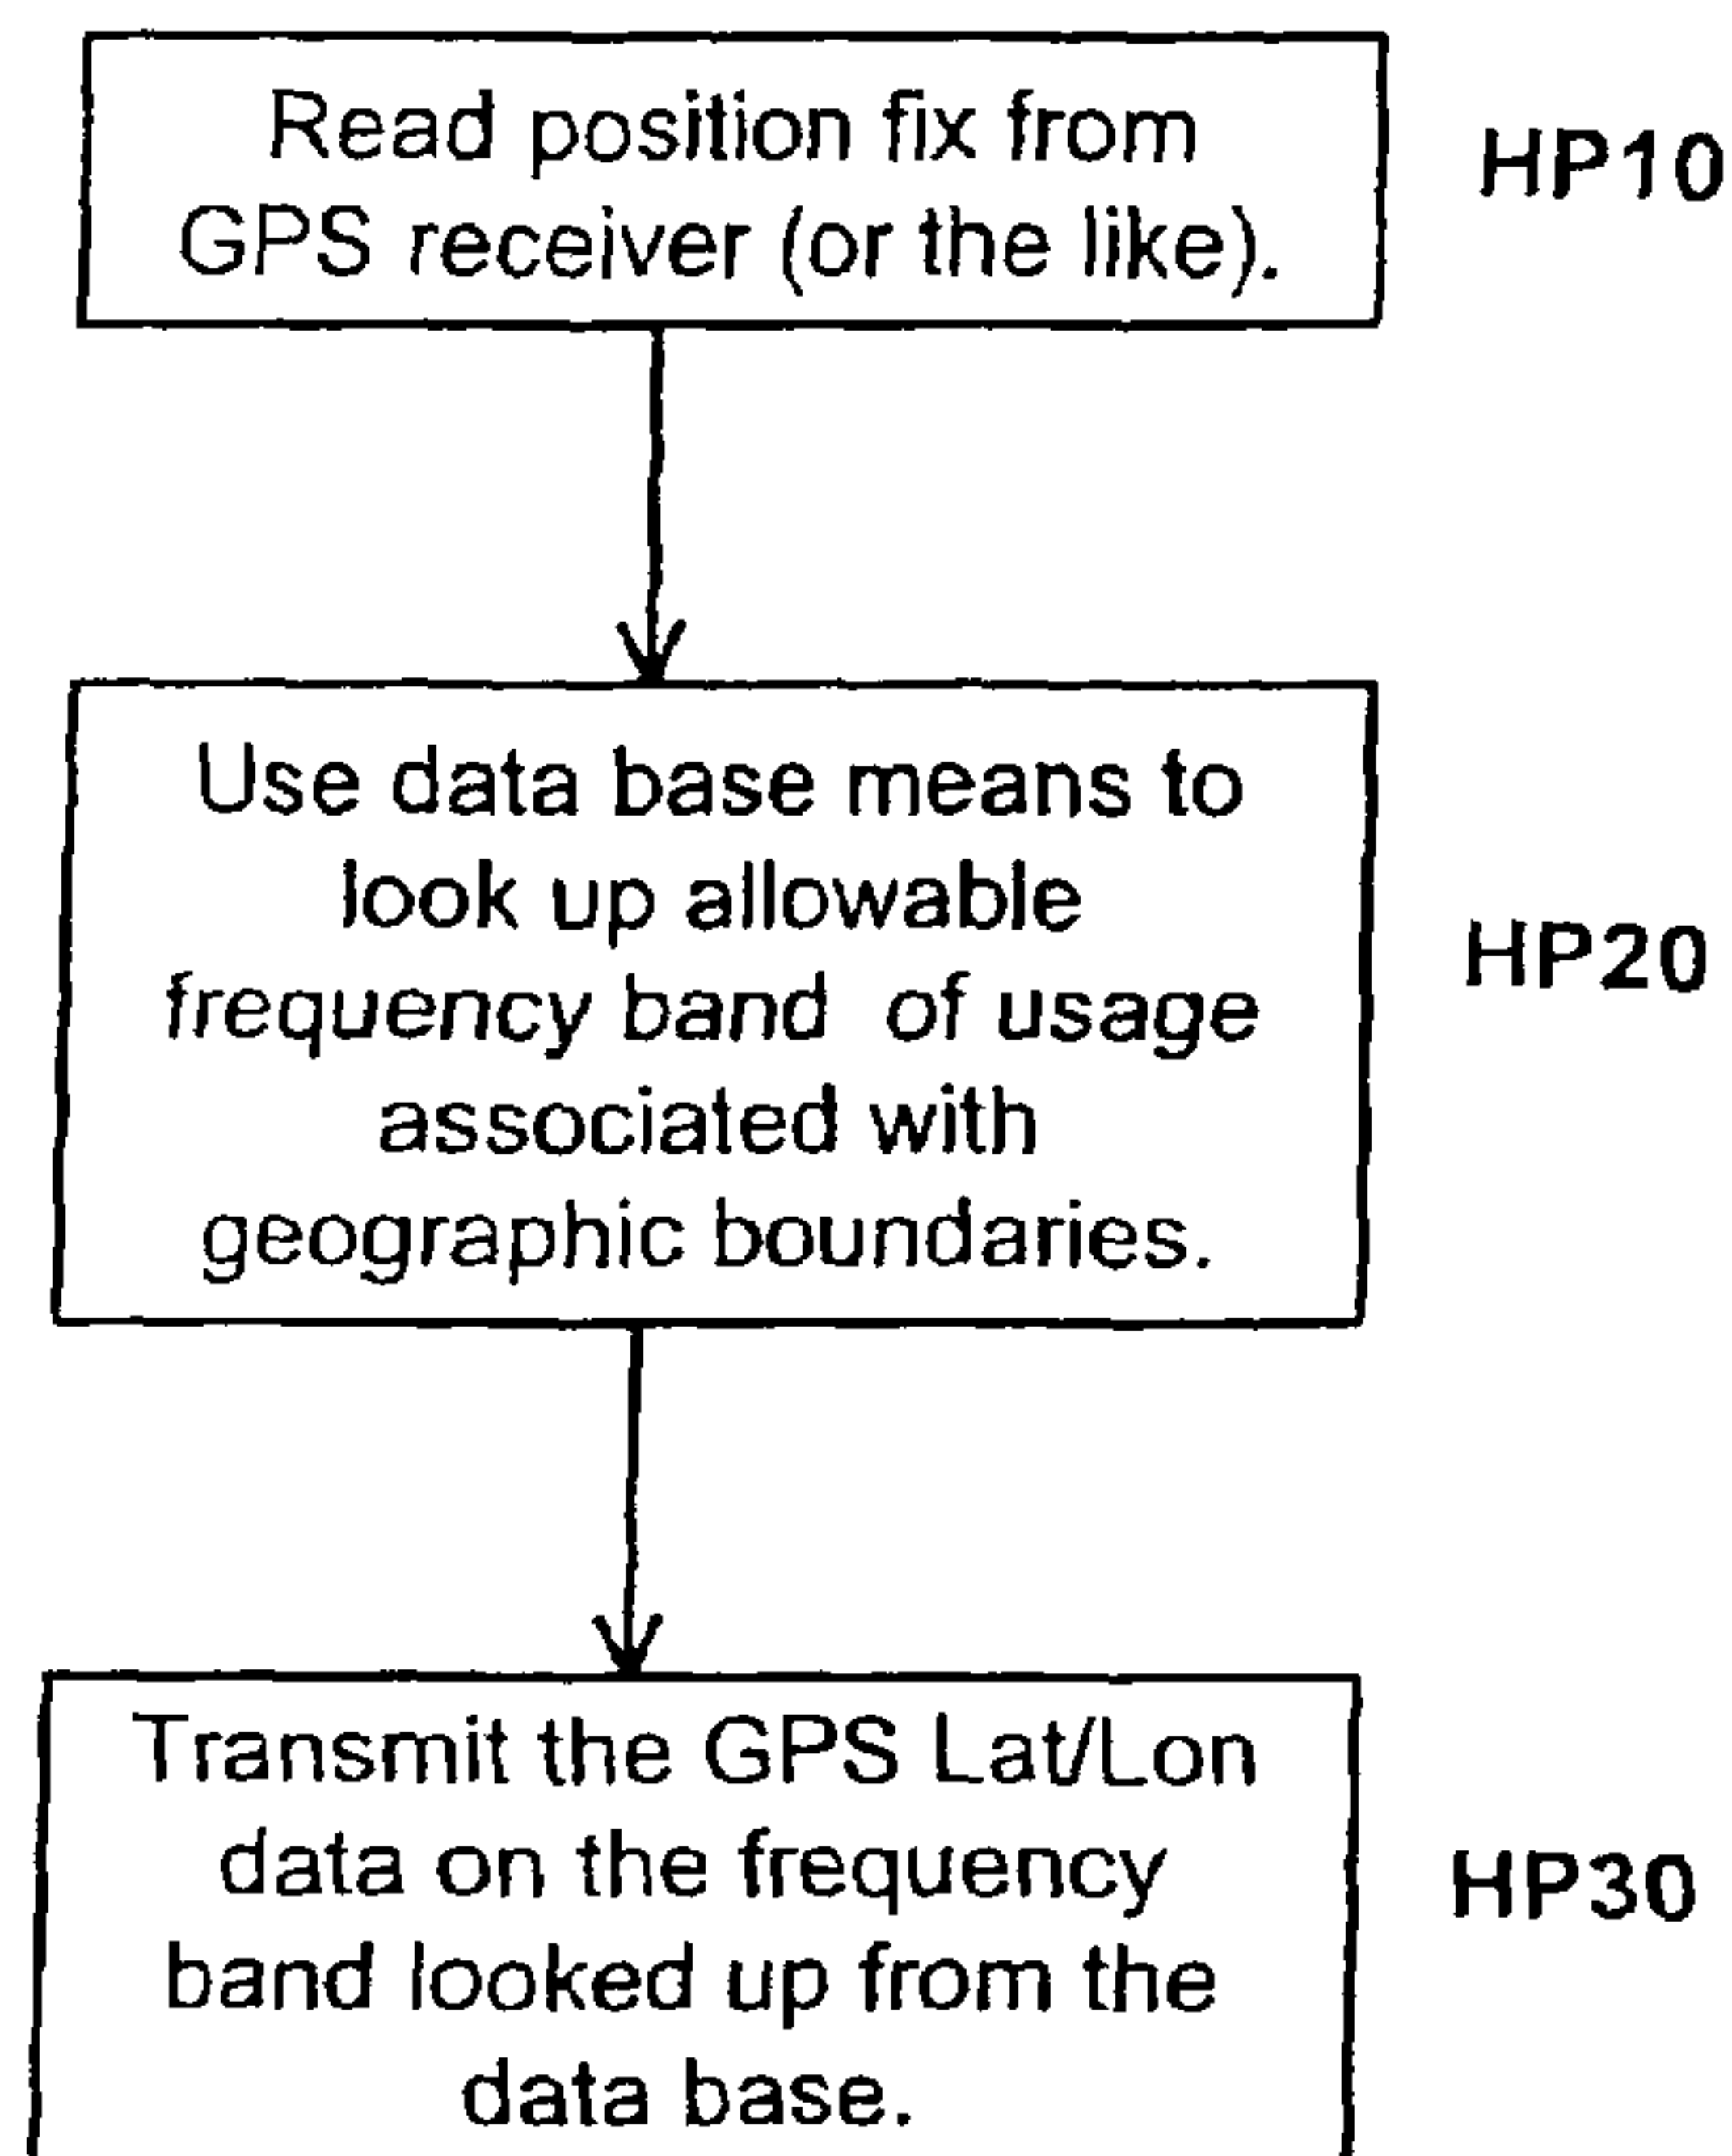 Read position fix from
GPS receiver (or the like).
HP10
Use data base means to
look up allowable
frequency band of usage
associated with
geographic boundaries.
HP20
Transmit the GPS Lat/Lon
data on the frequency
band looked up from the
data base.
HP30